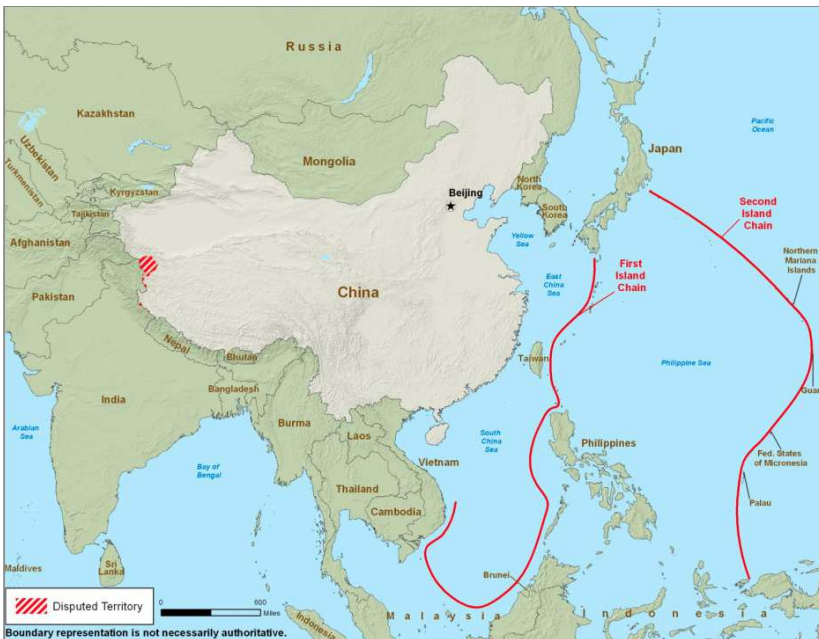 Russia
Kazakhstan
Pacific
Ocean
Uzbekistan
Mongolia
Japan
Turkmenistan
Kyrgyzstan
Beijing
North
Korea
Tajikistan
South
Korea
Second
Island
Chain
Afghanistan
Yellow
Sea
Northern
Mariana
Islands
First
Island
Chain
East
China
Sea
Pakistan
China
Nepal
Bhutan
Taiwan
Philippine Sea
India
Bangladesh
Guam
Arabian
Sea
Burma
South
China
Sea
Laos
Philippines
Fed. States
of Micronesia
Bay of
Bengal
Vietnam
Thailand
Palau
Cambodia
Maldives
Sri
Lanka
Brunei
Disputed Territory
0
600
Miles
Malaysia
Indonesia
Indonesia
Boundary representation is not necessarily authoritative.